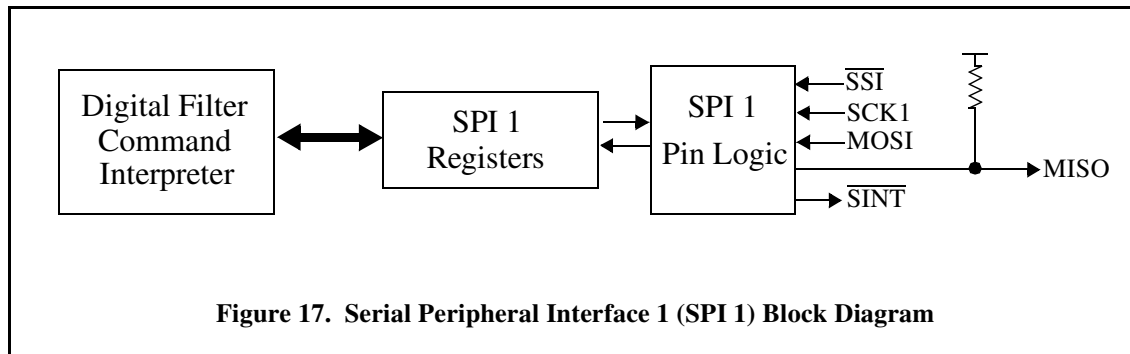 Digital Filter
Command
Interpreter
SPI 1
Registers
SPI 1
Pin Logic
SSI
SCK1
MOSI
MISO
SINT
Figure 17. Serial Peripheral Interface 1 (SPI 1) Block Diagram